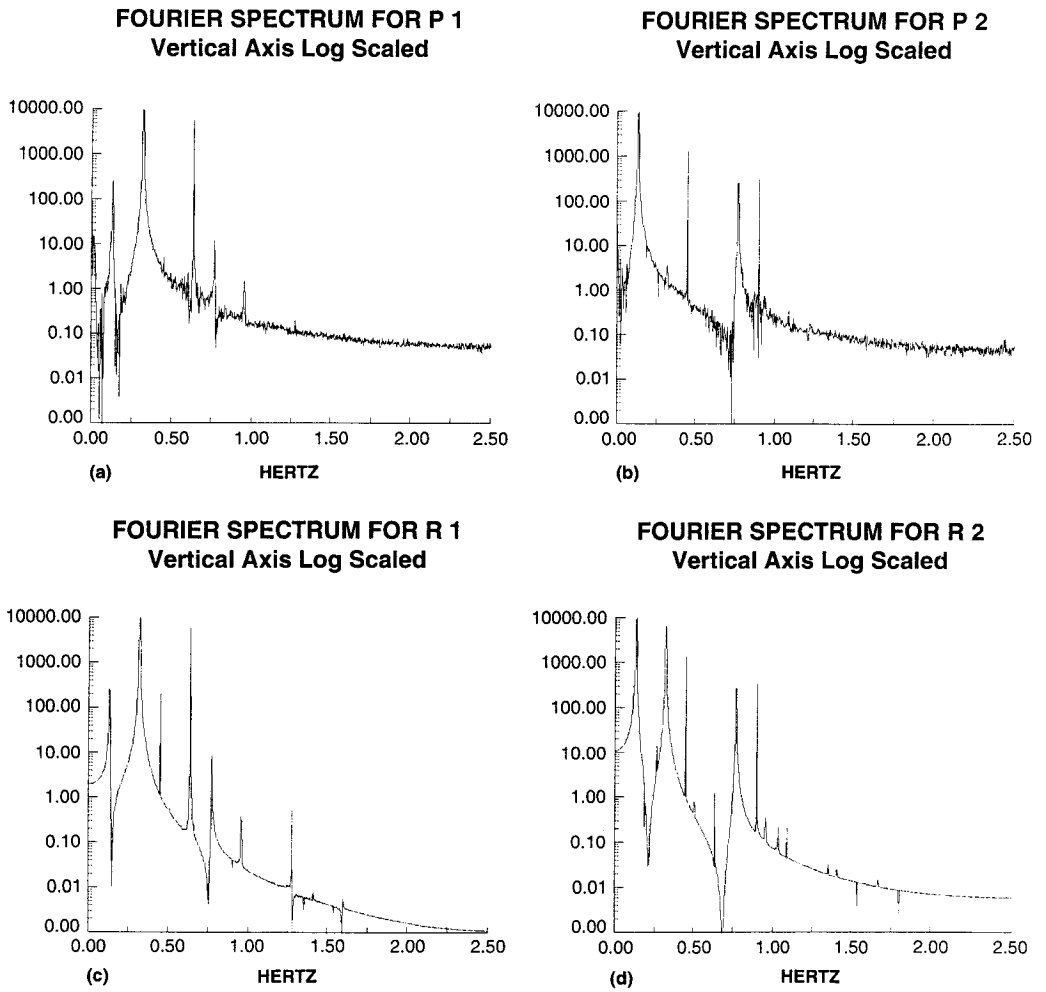 FOURIER SPECTRUM FOR P 1
Vertical Axis Log Scaled
10000.00
1000.00
100.00
10.00
1.00
0.10
0.01
0.00
0.00 0.50 1.00 1.50 2.00 2.50
(a) HERTZ
FOURIER SPECTRUM FOR P 2
Vertical Axis Log Scaled
10000.00
1000.00
100.00
10.00
1.00
0.10
0.01
0.00
0.00 0.50 1.00 1.50 2.00 2.50
(b) HERTZ
FOURIER SPECTRUM FOR R 1
Vertical Axis Log Scaled
10000.00
1000.00
100.00
10.00
1.00
0.10
0.01
0.00
0.00 0.50 1.00 1.50 2.00 2.50
(c) HERTZ
FOURIER SPECTRUM FOR R 2
Vertical Axis Log Scaled
10000.00
1000.00
100.00
10.00
1.00
0.10
0.01
0.00
0.00 0.50 1.00 1.50 2.00 2.50
(d) HERTZ